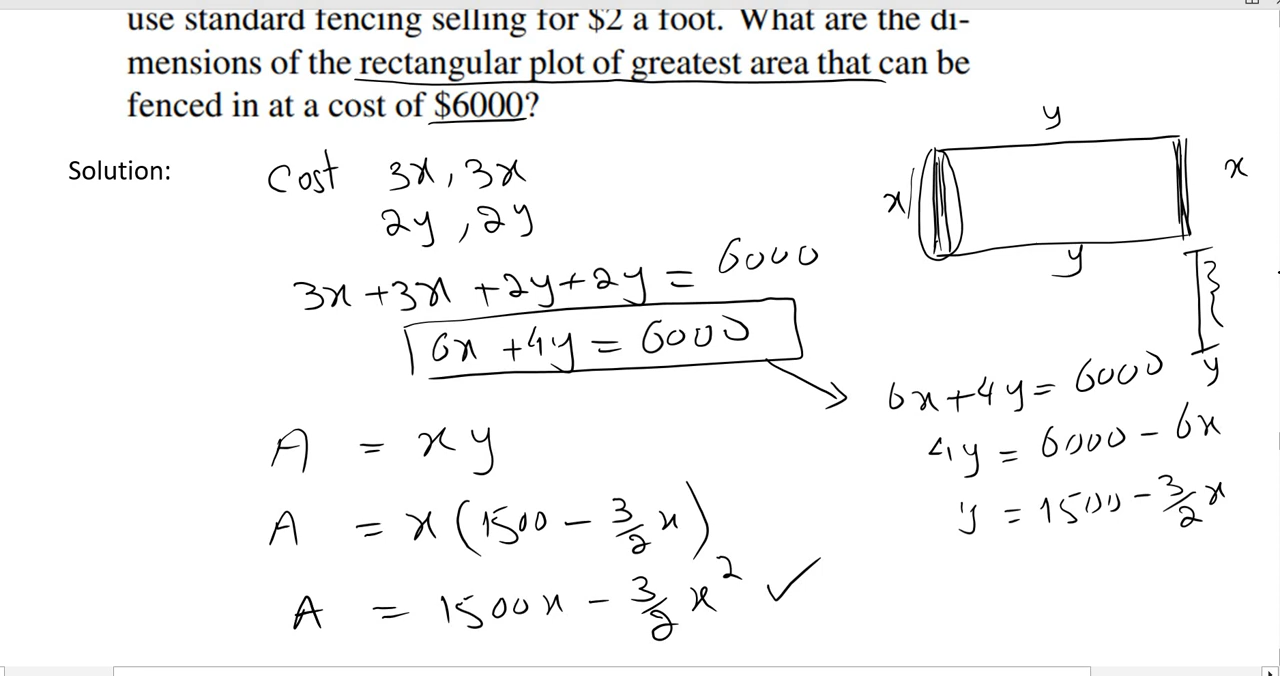 use standard fencing selling for $2 a foot. What are the di-
mensions of the rectangular plot of greatest area that can be
fenced in at a cost of $6000?
Solution:
Cost 3x, 3x
2y, 2y
3x + 3x + 2y + 2y = 6000
6x + 4y = 6000
A = xy
A = x(1500 - 3/2 x)
A = 1500x - 3/2 x² ✓
y
x
x
y
y
6x + 4y = 6000
4y = 6000 - 6x
y = 1500 - 3/2 x